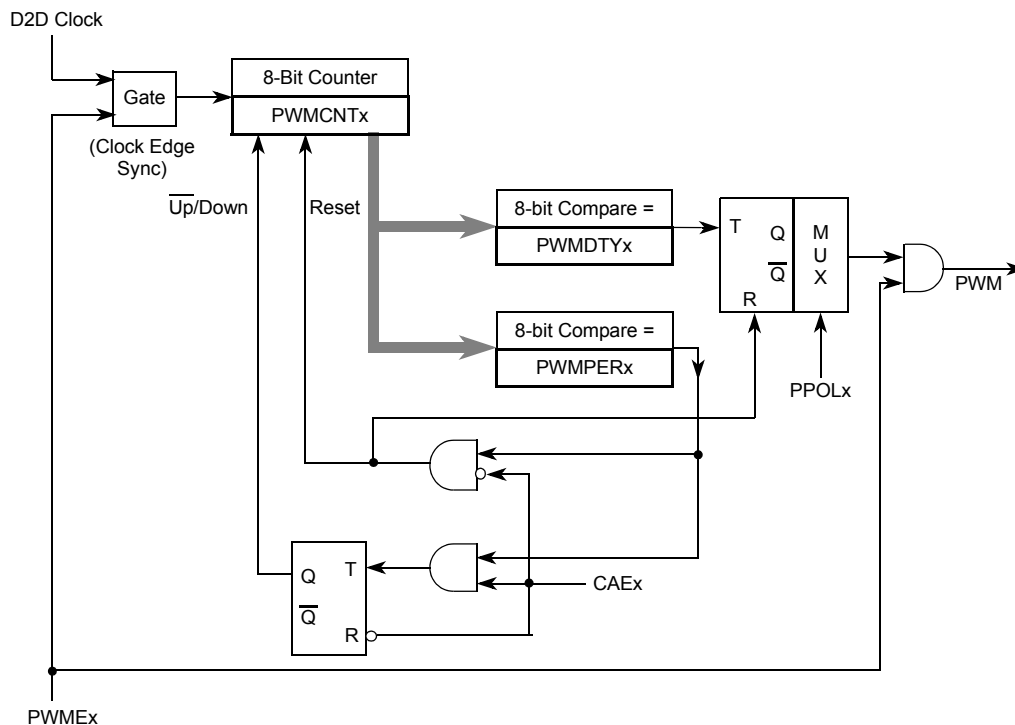 D2D Clock
Gate
(Clock Edge
Sync)
8-Bit Counter
PWMCNTx
U̅p̅/Down
Reset
8-bit Compare =
PWMDTYx
T
Q
Q̅
R
M
U
X
PWM
8-bit Compare =
PWMPERx
PPOLx
Q
T
Q̅
R
CAEx
PWMEx